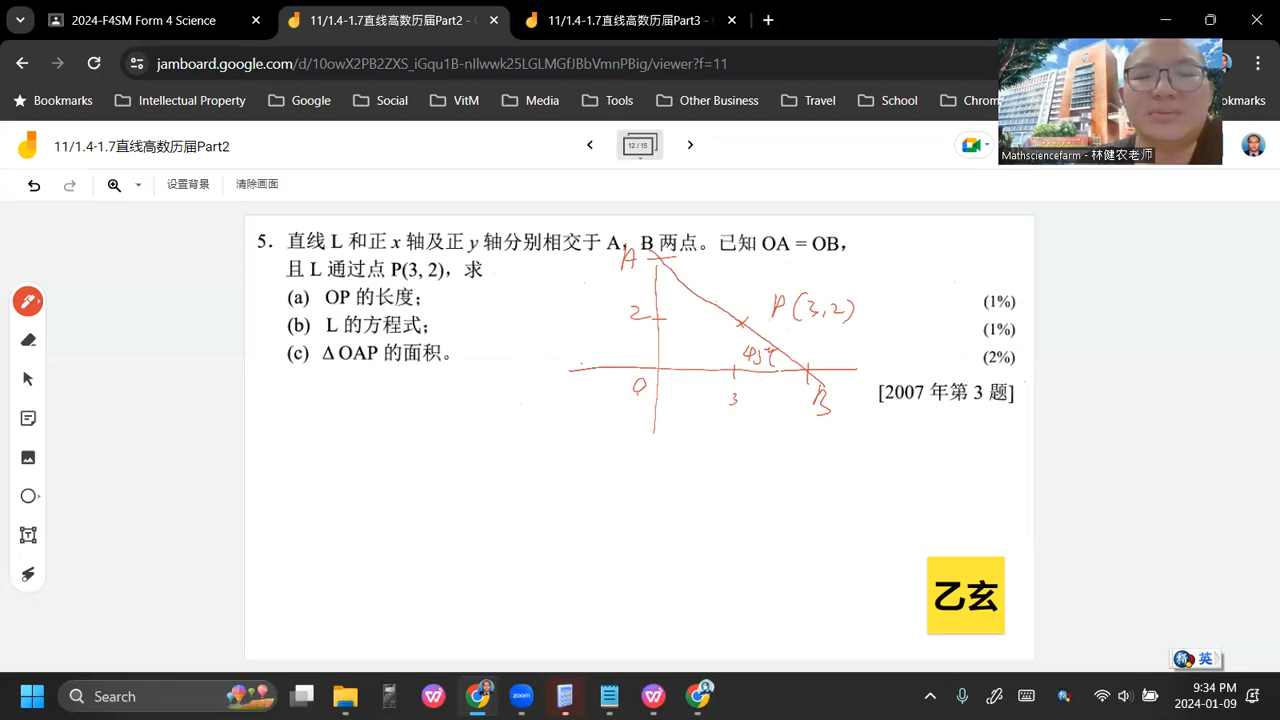 2024-F4SM Form 4 Science
11/1.4-1.7直线高数历届Part2 -
11/1.4-1.7直线高数历届Part3 -
jamboard.google.com/d/10owX2PB2ZXS_iGqu1B-nIlwwk25LGLMGfJBbVmnPBig/viewer?f=11
Bookmarks
Intellectual Property
Google
Social
VitM
Media
Tools
Other Business
Travel
School
Chrom
ookmarks
Mathsciencefarm - 林健农老师
11/1.4-1.7直线高数历届Part2
12 / 15
设置背景
清除画面
5. 直线 L 和正 x 轴及正 y 轴分别相交于 A，B 两点。已知 OA = OB，
且 L 通过点 P(3, 2)，求
(a) OP 的长度； (1%)
(b) L 的方程式； (1%)
(c) Δ OAP 的面积。 (2%)
[2007 年第 3 题]
A
2
P (3,2)
45°
O
3
B
乙玄
英
Search
9:34 PM
2024-01-09